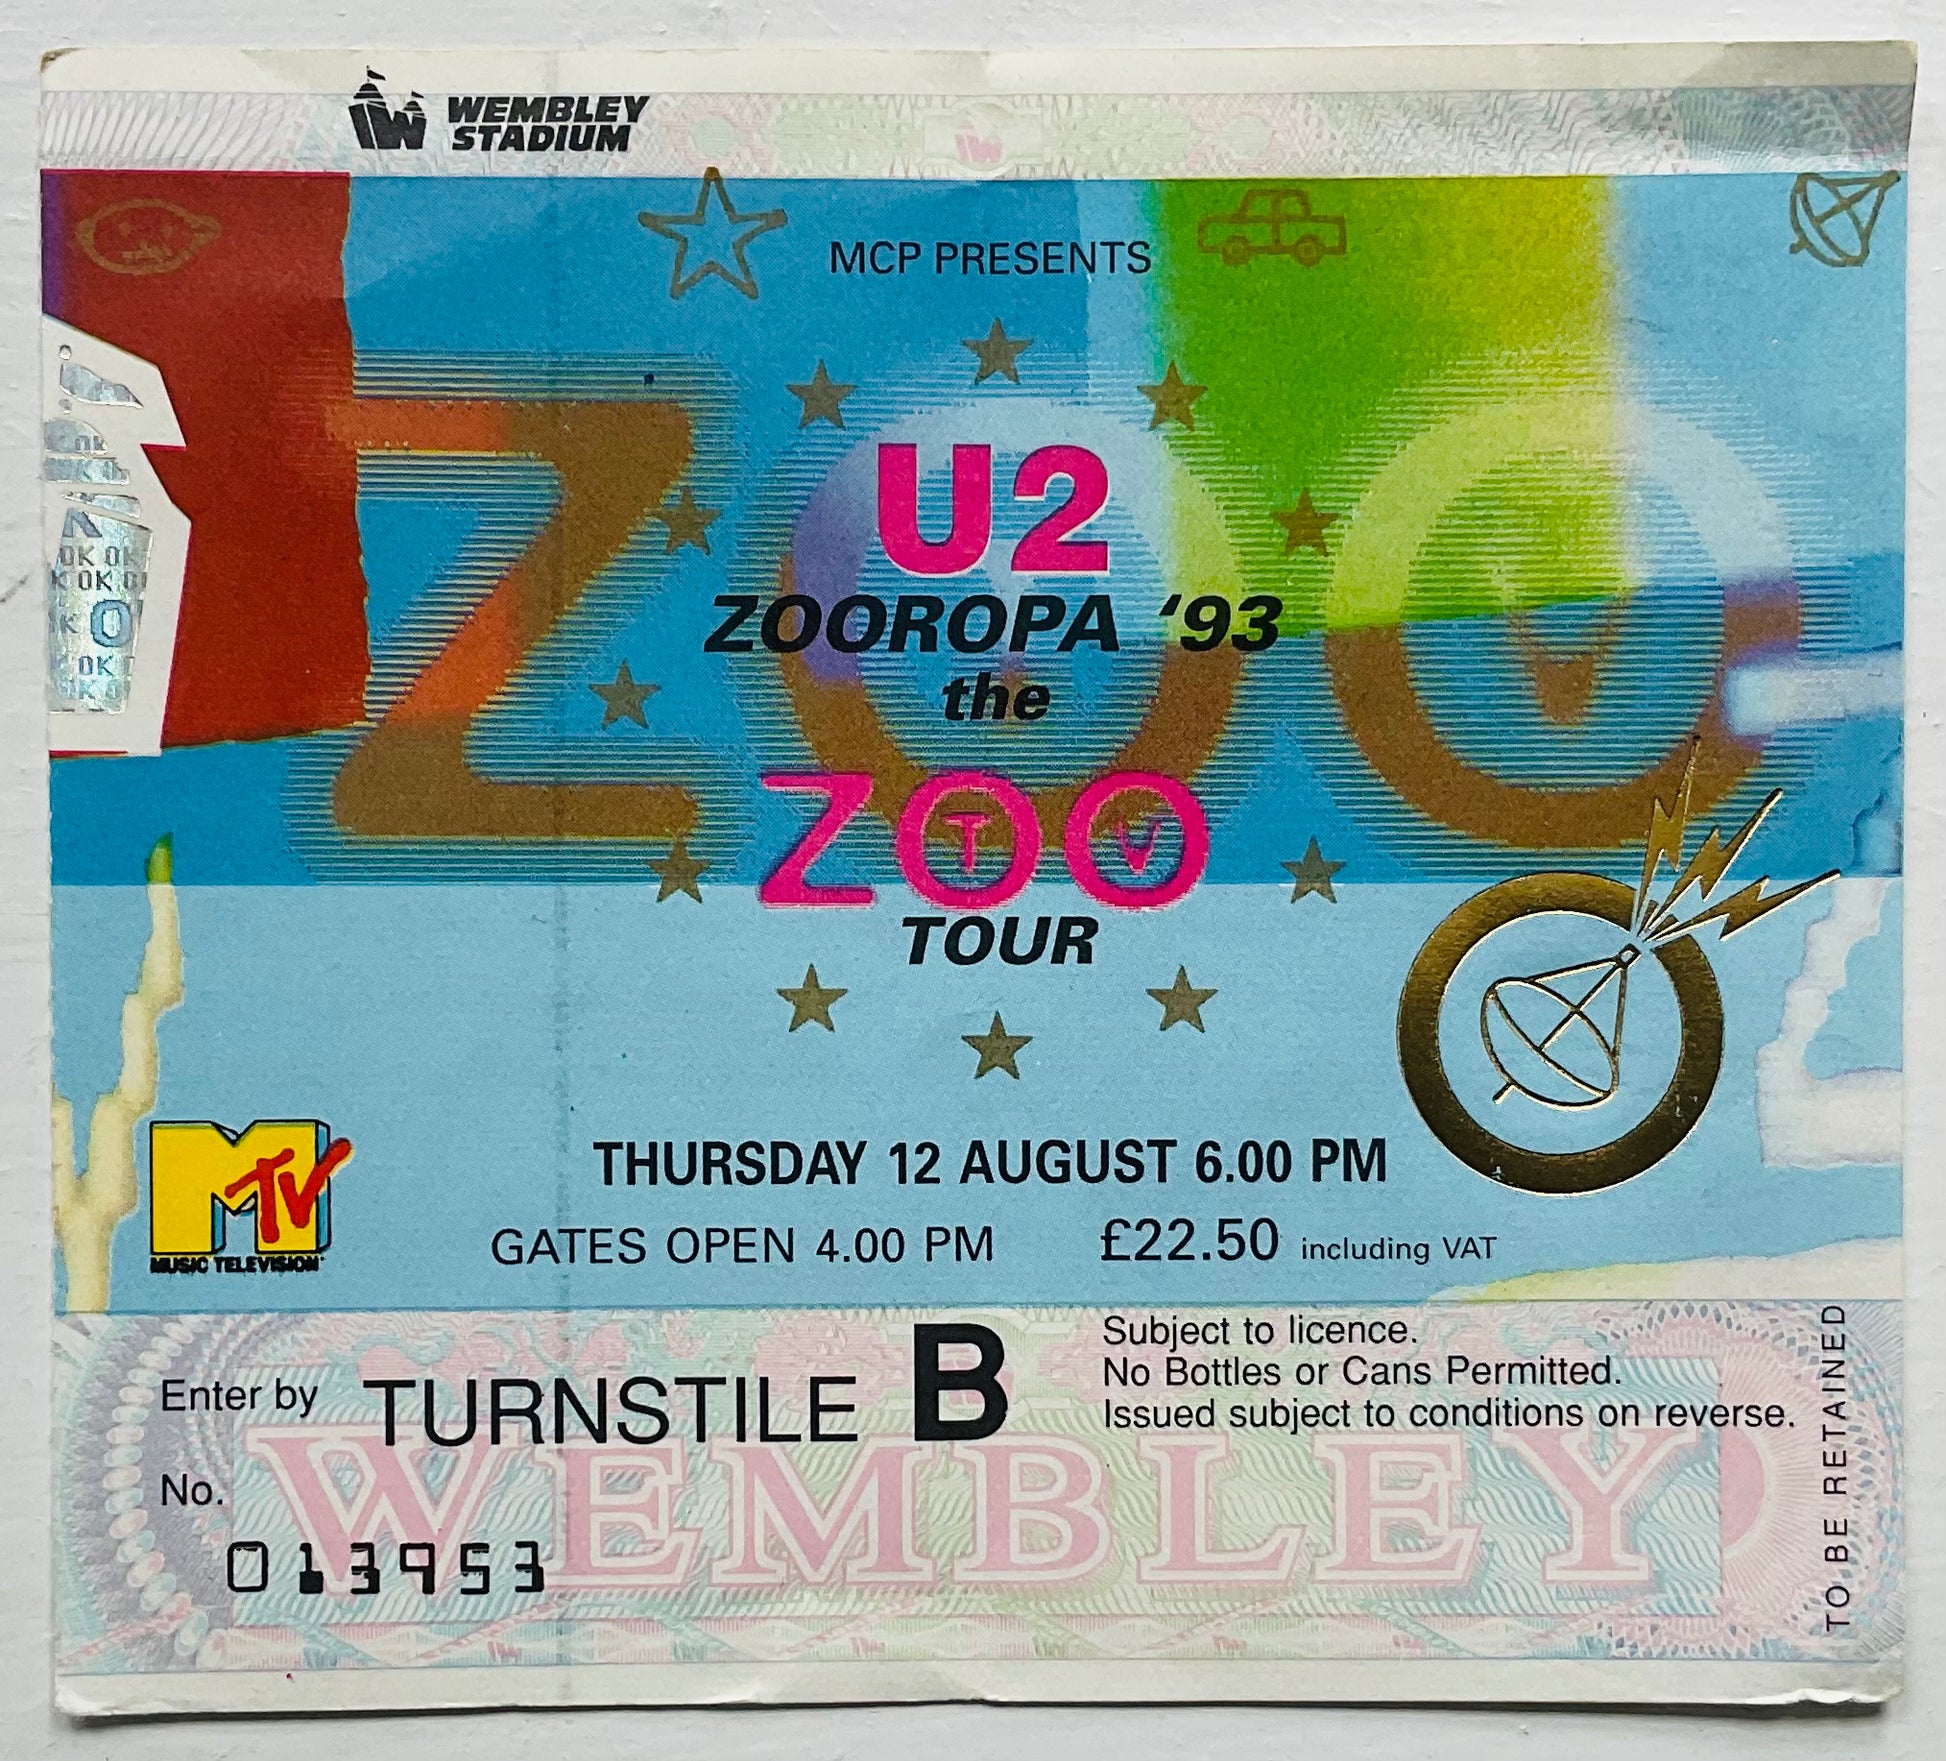 WEMBLEY
STADIUM
MCP PRESENTS
ZOO
U2
ZOOROPA '93
the
ZOO
TV
TOUR
THURSDAY 12 AUGUST 6.00 PM
GATES OPEN 4.00 PM £22.50 including VAT
MTV
MUSIC TELEVISION
Enter by TURNSTILE B
Subject to licence.
No Bottles or Cans Permitted.
Issued subject to conditions on reverse.
No.
013953
WEMBLEY
TO BE RETAINED